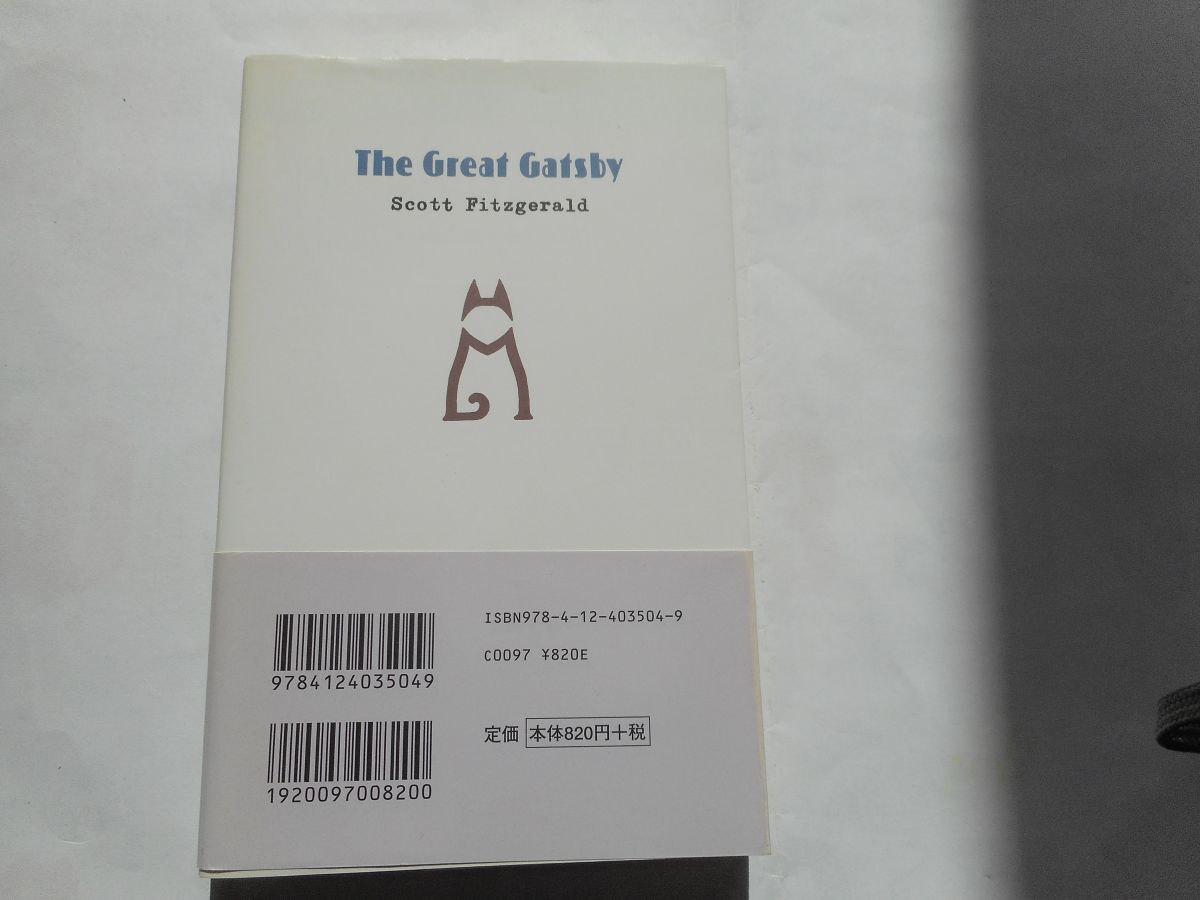 The Great Gatsby
Scott Fitzgerald
ISBN978-4-12-403504-9
C0097 ¥820E
9784124035049
定価 本体820円+税
1920097008200